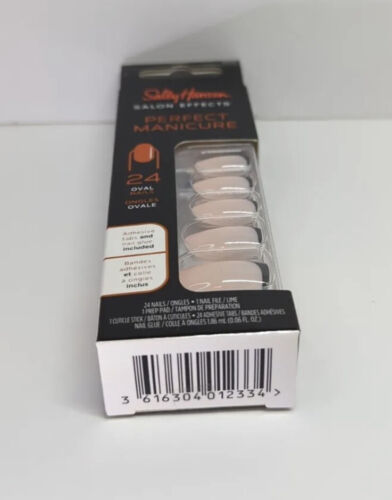 Sally Hansen
SALON EFFECTS
PERFECT
MANICURE
24
OVAL
NAILS
ONGLES
OVALE
Adhesive
tabs and
nail glue
included
Bandes
adhésives
et colle
à ongles
inclus
24 NAILS / ONGLES • 1 NAIL FILE / LIME
1 PREP PAD / TAMPON DE PREPARATION
1 CUTICLE STICK / BÂTON À CUTICULES • 24 ADHESIVE TABS / BANDES ADHÉSIVES
NAIL GLUE / COLLE À ONGLES 1.86 mL (0.06 FL. OZ.)
3 616304 012334 >